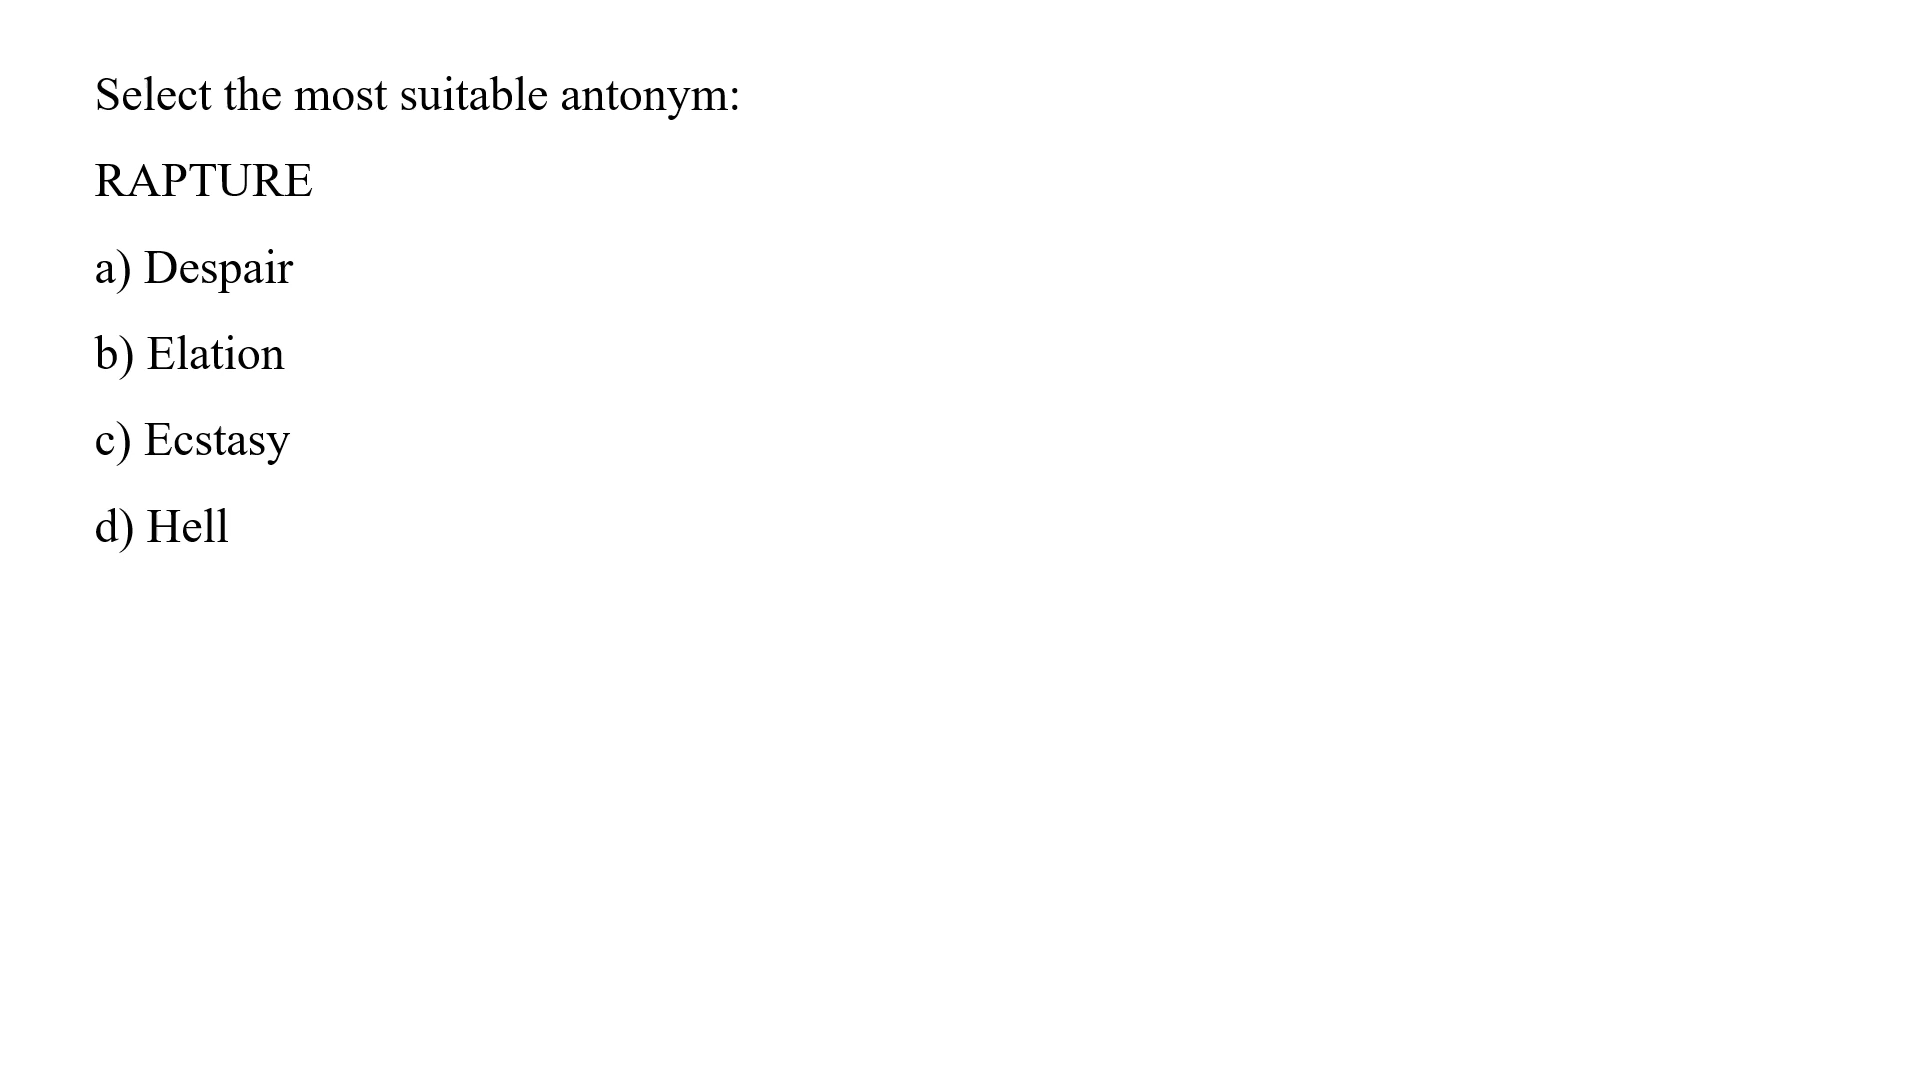 Select the most suitable antonym:
RAPTURE
a) Despair
b) Elation
c) Ecstasy
d) Hell